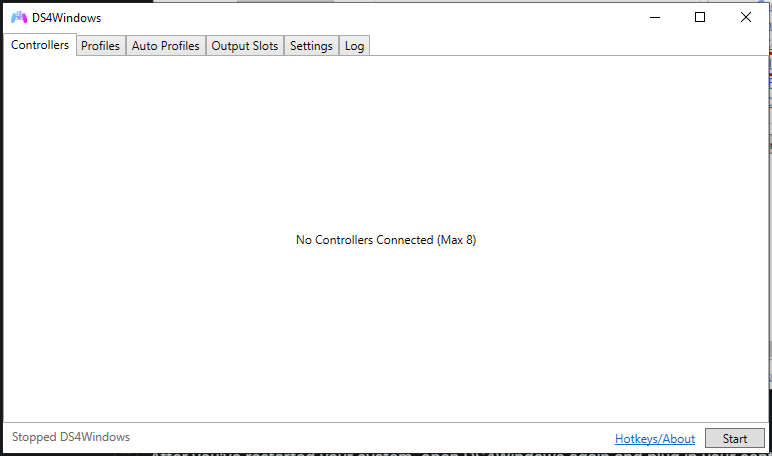 DS4Windows
Controllers Profiles Auto Profiles Output Slots Settings Log
No Controllers Connected (Max 8)
Stopped DS4Windows
Hotkeys/About Start